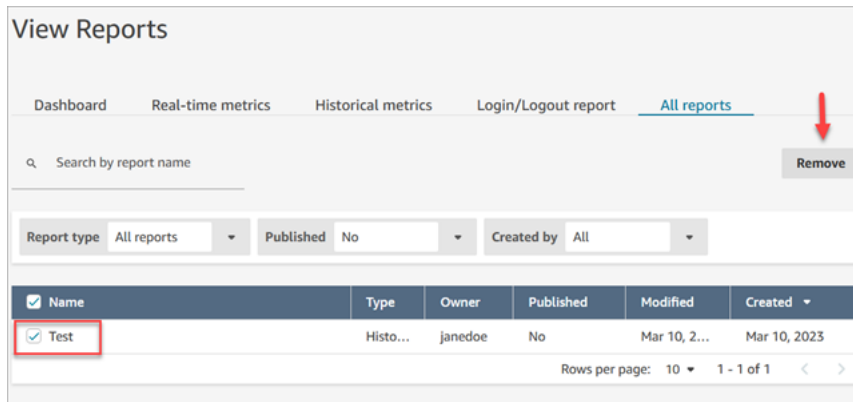 View Reports
Dashboard Real-time metrics Historical metrics Login/Logout report All reports
Search by report name Remove
Report type All reports Published No Created by All
Name Type Owner Published Modified Created
Test Histo... janedoe No Mar 10, 2... Mar 10, 2023
Rows per page: 10 1 - 1 of 1